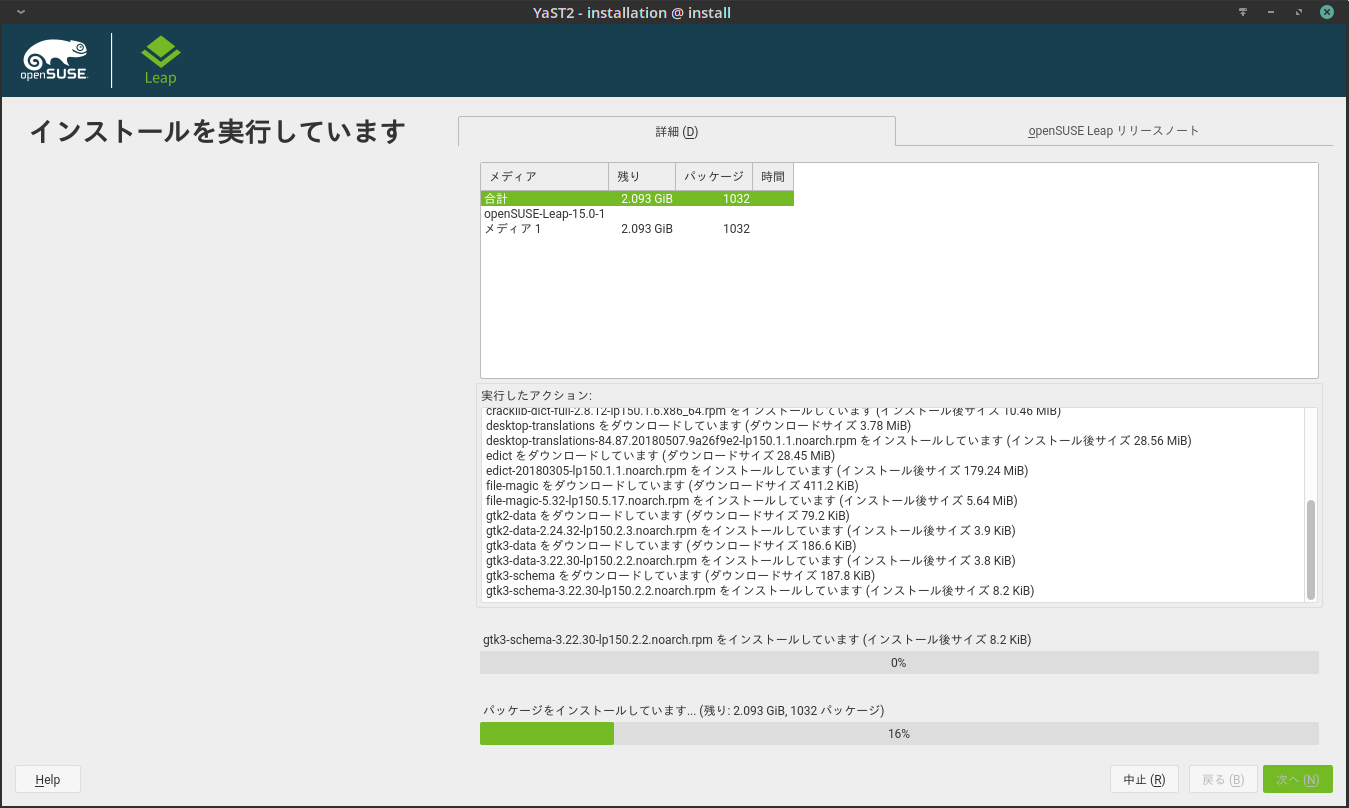 YaST2 - installation @ install
openSUSE
Leap
インストールを実行しています
詳細 (D)
openSUSE Leap リリースノート
メディア 残り パッケージ 時間
合計 2.093 GiB 1032
openSUSE-Leap-15.0-1
メディア 1 2.093 GiB 1032
実行したアクション:
cracklib-dict-full-2.8.12-lp150.1.6.x86_64.rpm をインストールしています (インストール後サイズ 10.46 MiB)
desktop-translations をダウンロードしています (ダウンロードサイズ 3.78 MiB)
desktop-translations-84.87.20180507.9a26f9e2-lp150.1.1.noarch.rpm をインストールしています (インストール後サイズ 28.56 MiB)
edict をダウンロードしています (ダウンロードサイズ 28.45 MiB)
edict-20180305-lp150.1.1.noarch.rpm をインストールしています (インストール後サイズ 179.24 MiB)
file-magic をダウンロードしています (ダウンロードサイズ 411.2 KiB)
file-magic-5.32-lp150.5.17.noarch.rpm をインストールしています (インストール後サイズ 5.64 MiB)
gtk2-data をダウンロードしています (ダウンロードサイズ 79.2 KiB)
gtk2-data-2.24.32-lp150.2.3.noarch.rpm をインストールしています (インストール後サイズ 3.9 KiB)
gtk3-data をダウンロードしています (ダウンロードサイズ 186.6 KiB)
gtk3-data-3.22.30-lp150.2.2.noarch.rpm をインストールしています (インストール後サイズ 3.8 KiB)
gtk3-schema をダウンロードしています (ダウンロードサイズ 187.8 KiB)
gtk3-schema-3.22.30-lp150.2.2.noarch.rpm をインストールしています (インストール後サイズ 8.2 KiB)
gtk3-schema-3.22.30-lp150.2.2.noarch.rpm をインストールしています (インストール後サイズ 8.2 KiB)
0%
パッケージをインストールしています... (残り: 2.093 GiB, 1032 パッケージ)
16%
Help
中止 (R)
戻る (B)
次へ (N)